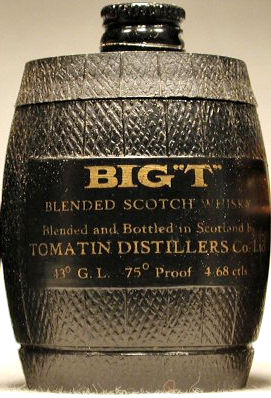 BIG "T"
BLENDED SCOTCH WHISKY
Blended and Bottled in Scotland by
TOMATIN DISTILLERS Co. Ltd
43° G. L. 75° Proof 4.68 ctls